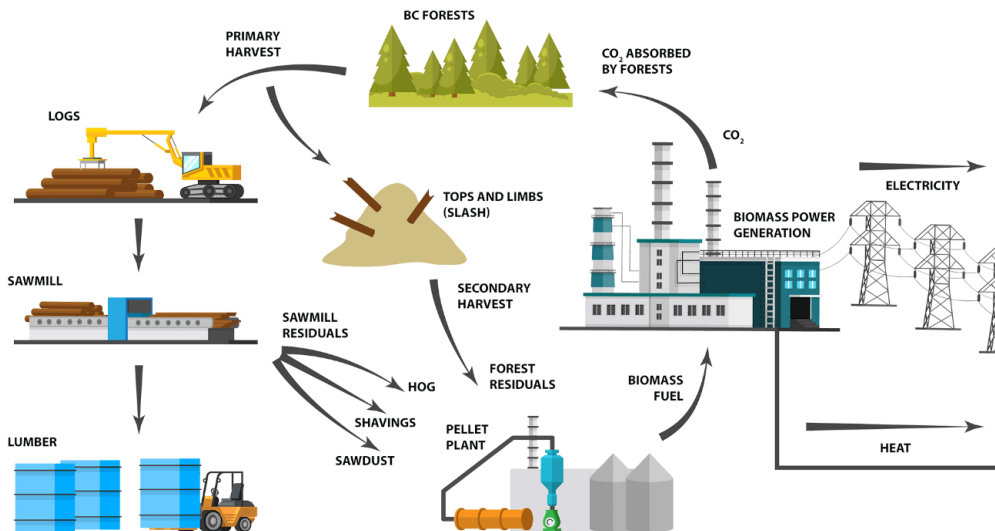 BC FORESTS
PRIMARY
HARVEST
CO₂ ABSORBED
BY FORESTS
LOGS
CO₂
ELECTRICITY
TOPS AND LIMBS
(SLASH)
BIOMASS POWER
GENERATION
SAWMILL
SECONDARY
HARVEST
SAWMILL
RESIDUALS
FOREST
RESIDUALS
HOG
BIOMASS
FUEL
SHAVINGS
PELLET
PLANT
LUMBER
SAWDUST
HEAT